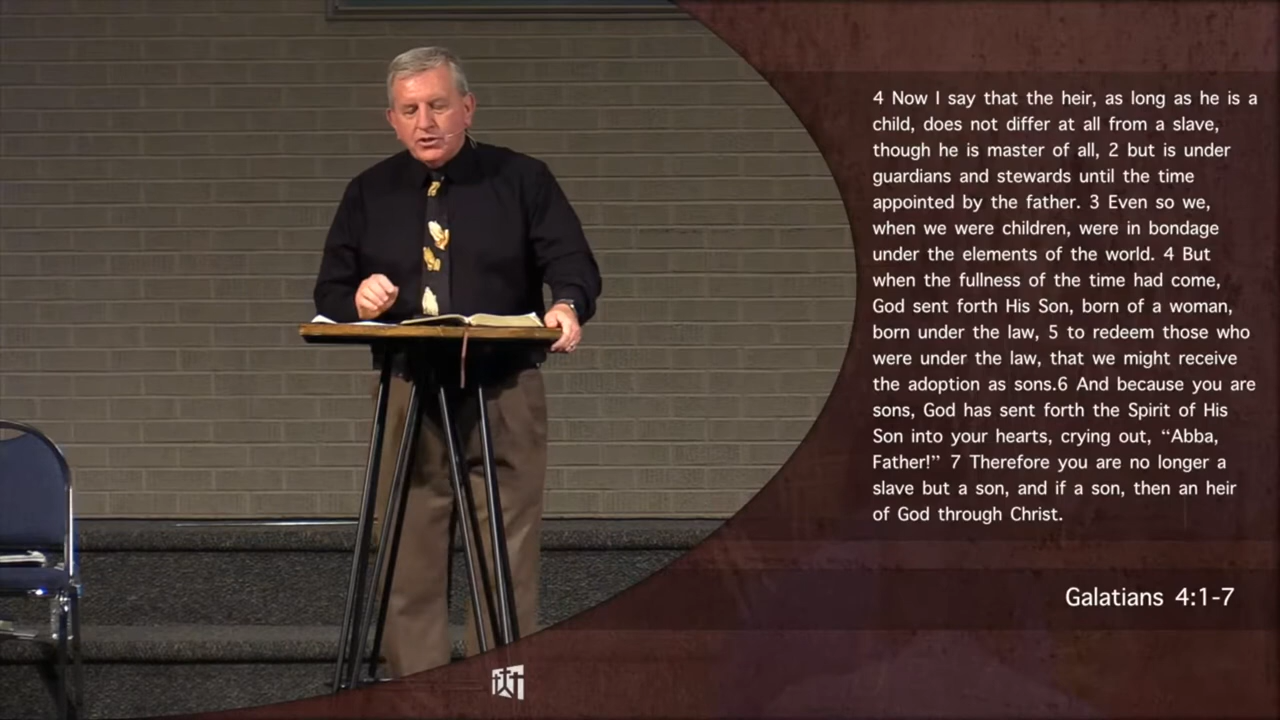 4 Now I say that the heir, as long as he is a
child, does not differ at all from a slave,
though he is master of all, 2 but is under
guardians and stewards until the time
appointed by the father. 3 Even so we,
when we were children, were in bondage
under the elements of the world. 4 But
when the fullness of the time had come,
God sent forth His Son, born of a woman,
born under the law, 5 to redeem those who
were under the law, that we might receive
the adoption as sons.6 And because you are
sons, God has sent forth the Spirit of His
Son into your hearts, crying out, “Abba,
Father!” 7 Therefore you are no longer a
slave but a son, and if a son, then an heir
of God through Christ.
Galatians 4:1-7